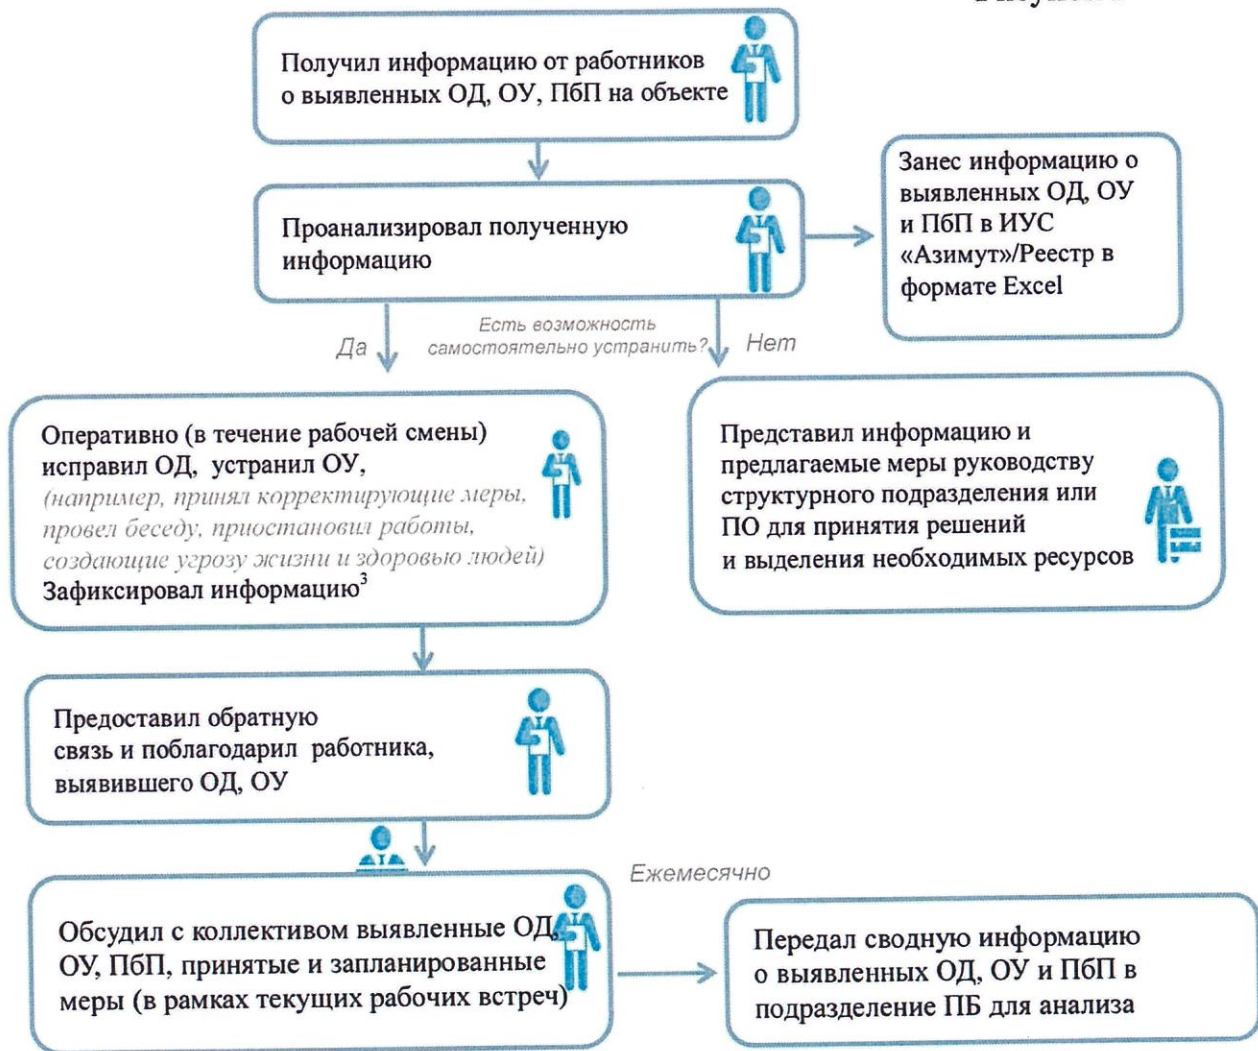 Получил информацию от работников
о выявленных ОД, ОУ, ПбП на объекте
Проанализировал полученную
информацию
Занес информацию о
выявленных ОД, ОУ
и ПбП в ИУС
«Азимут»/Реестр в
формате Excel
Есть возможность
самостоятельно устранить?
Да
Нет
Оперативно (в течение рабочей смены)
исправил ОД, устранил ОУ,
(например, принял корректирующие меры,
провел беседу, приостановил работы,
создающие угрозу жизни и здоровью людей)
Зафиксировал информацию³
Представил информацию и
предлагаемые меры руководству
структурного подразделения или
ПО для принятия решений
и выделения необходимых ресурсов
Предоставил обратную
связь и поблагодарил работника,
выявившего ОД, ОУ
Ежемесячно
Обсудил с коллективом выявленные ОД,
ОУ, ПбП, принятые и запланированные
меры (в рамках текущих рабочих встреч)
Передал сводную информацию
о выявленных ОД, ОУ и ПбП в
подразделение ПБ для анализа